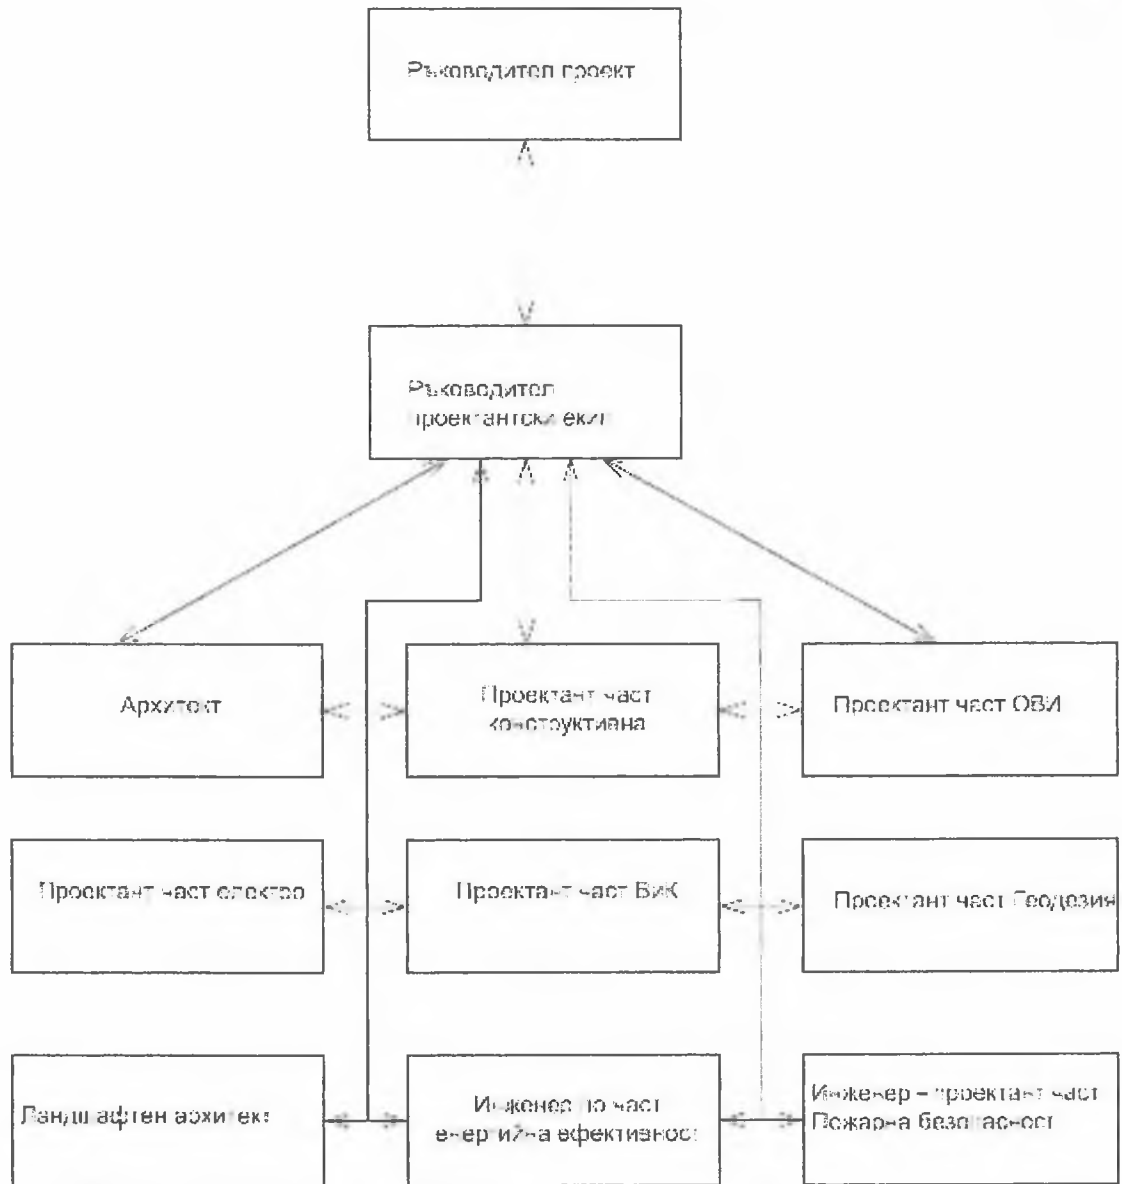 Ръководител проект
Ръководител
проектантски екип
Архитект
Проектант част
конструктивна
Проектант част ОВИ
Проектант част електро
Проектант част ВиК
Проектант част Геодезия
Ландшафтен архитект
Инженер по част
енергийна ефективност
Инженер – проектант част
Пожарна безопасност